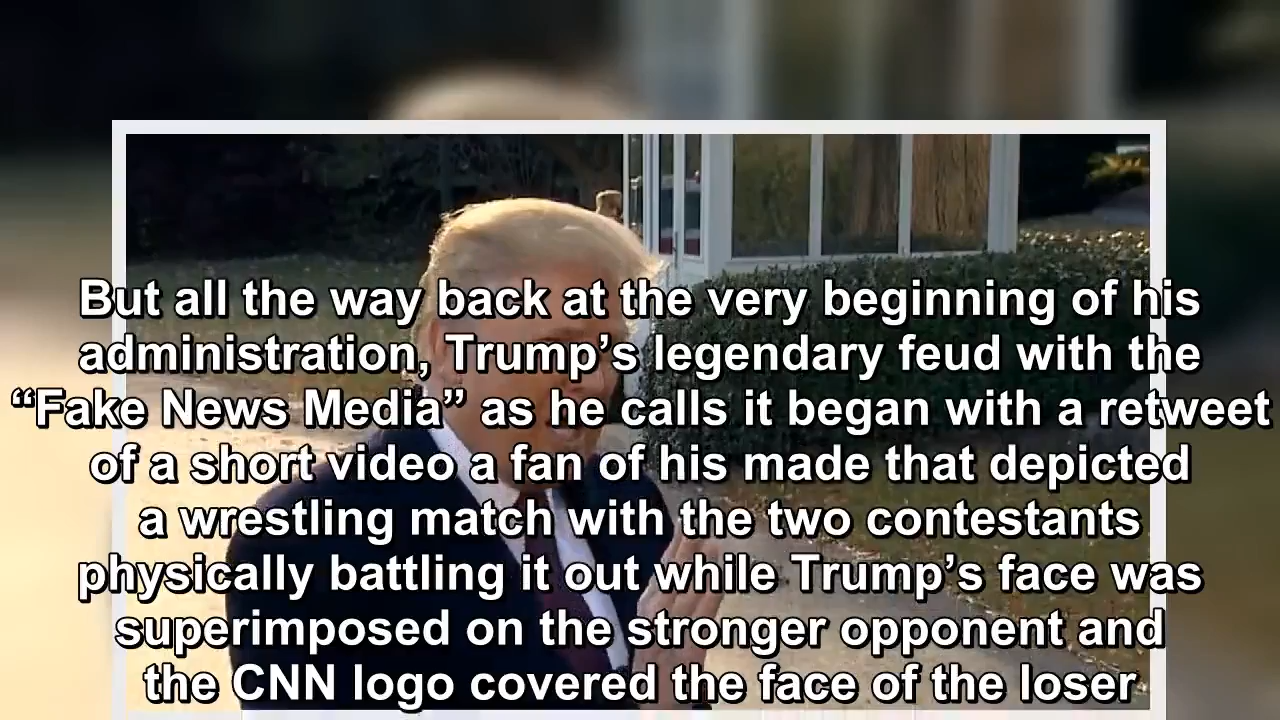 But all the way back at the very beginning of his
administration, Trump’s legendary feud with the
“Fake News Media” as he calls it began with a retweet
of a short video a fan of his made that depicted
a wrestling match with the two contestants
physically battling it out while Trump’s face was
superimposed on the stronger opponent and
the CNN logo covered the face of the loser